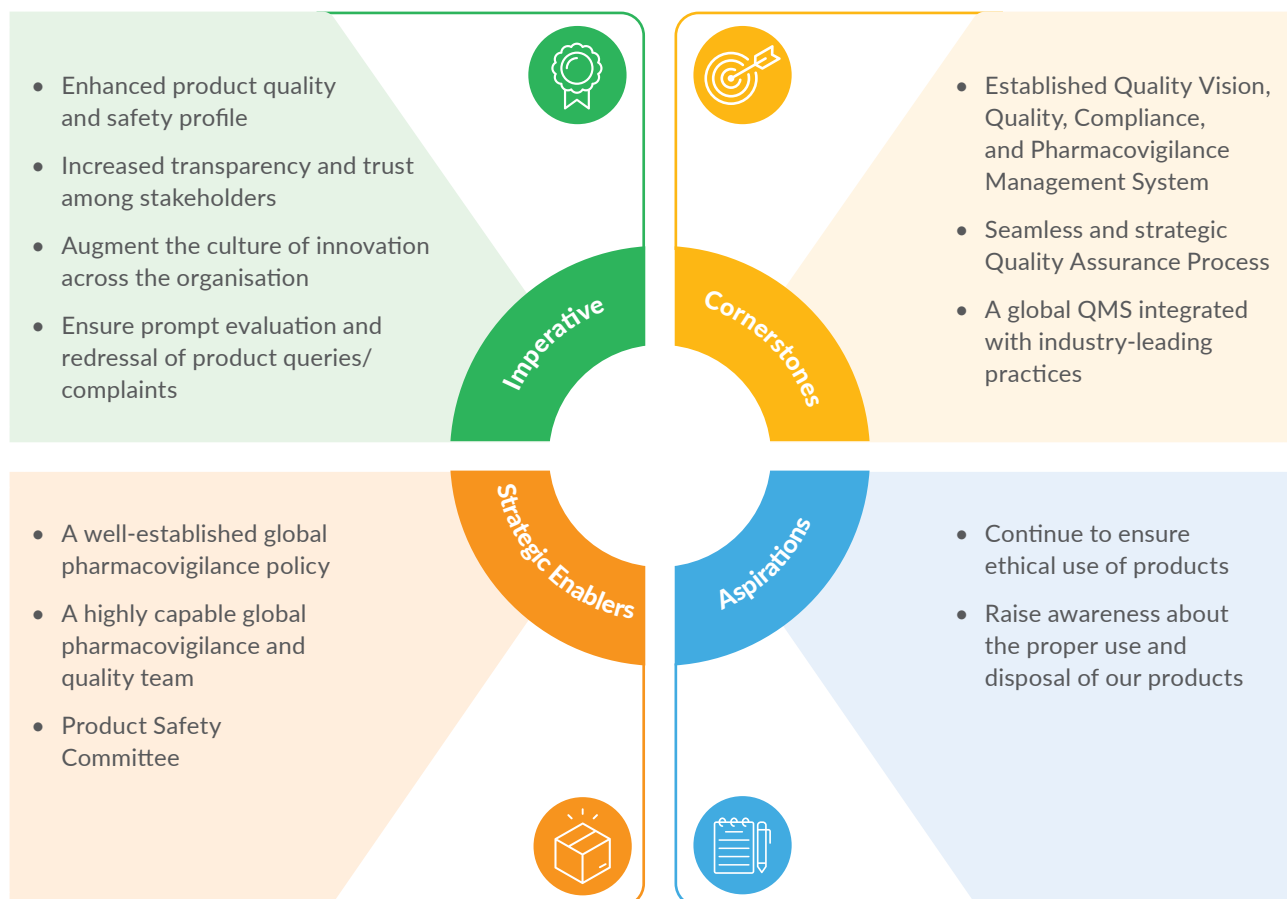 • Enhanced product quality
and safety profile
• Increased transparency and trust
among stakeholders
• Augment the culture of innovation
across the organisation
• Ensure prompt evaluation and
redressal of product queries/
complaints
Imperative
Cornerstones
• Established Quality Vision,
Quality, Compliance,
and Pharmacovigilance
Management System
• Seamless and strategic
Quality Assurance Process
• A global QMS integrated
with industry-leading
practices
• A well-established global
pharmacovigilance policy
• A highly capable global
pharmacovigilance and
quality team
• Product Safety
Committee
Strategic Enablers
Aspirations
• Continue to ensure
ethical use of products
• Raise awareness about
the proper use and
disposal of our products